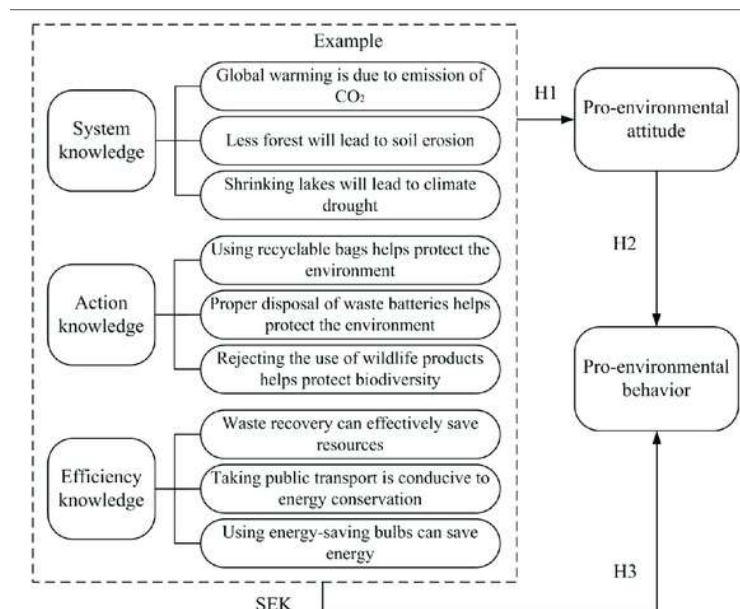 Example
System
knowledge
Global warming is due to emission of
CO₂
Less forest will lead to soil erosion
Shrinking lakes will lead to climate
drought
Action
knowledge
Using recyclable bags helps protect the
environment
Proper disposal of waste batteries helps
protect the environment
Rejecting the use of wildlife products
helps protect biodiversity
Efficiency
knowledge
Waste recovery can effectively save
resources
Taking public transport is conducive to
energy conservation
Using energy-saving bulbs can save
energy
SEK
H1
Pro-environmental
attitude
H2
Pro-environmental
behavior
H3